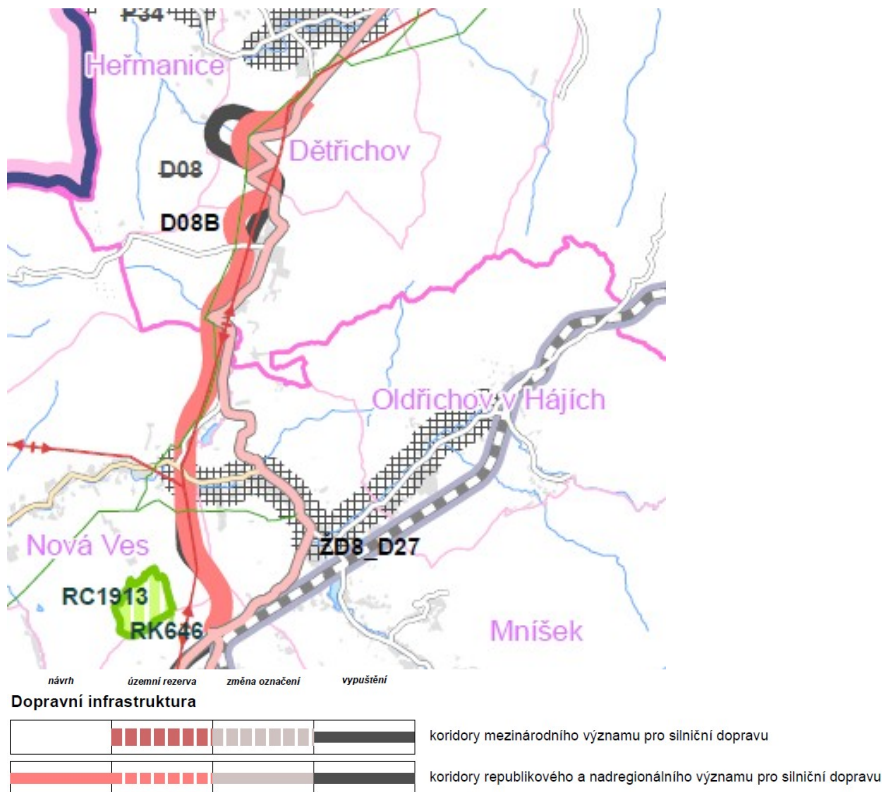 P34
Heřmanice
Dětřichov
D08
D08B
Oldřichov v Hájích
ŽD8_D27
Nová Ves
RC1913
RK646
Mníšek
návrh územní rezerva změna označení vypuštění
Dopravní infrastruktura
koridory mezinárodního významu pro silniční dopravu
koridory republikového a nadregionálního významu pro silniční dopravu